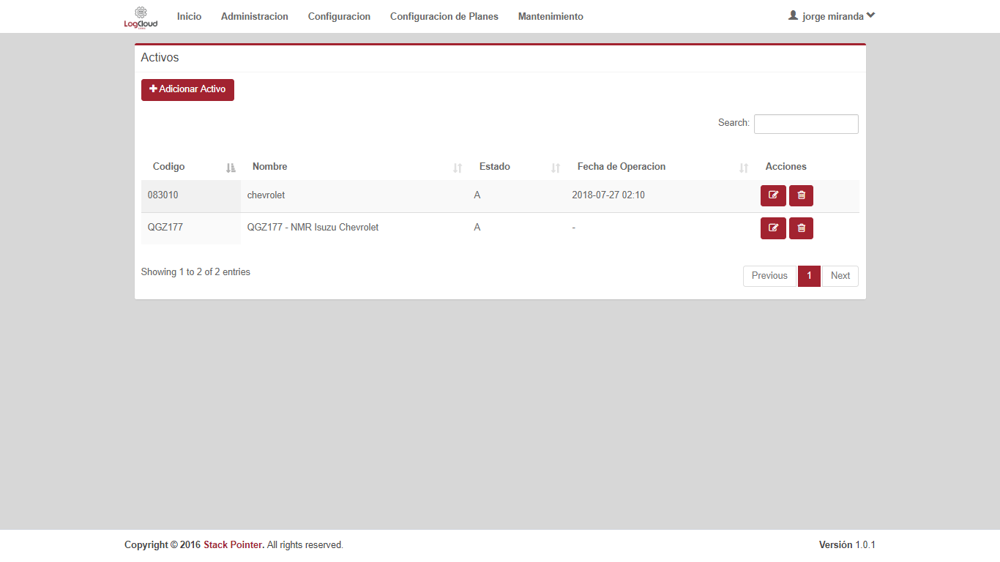 LogCloud Inicio Administracion Configuracion Configuracion de Planes Mantenimiento jorge miranda
Activos
Adicionar Activo
Search:
Codigo Nombre Estado Fecha de Operacion Acciones
083010 chevrolet A 2018-07-27 02:10
QGZ177 QGZ177 - NMR Isuzu Chevrolet A -
Showing 1 to 2 of 2 entries Previous 1 Next
Copyright © 2016 Stack Pointer. All rights reserved. Versión 1.0.1